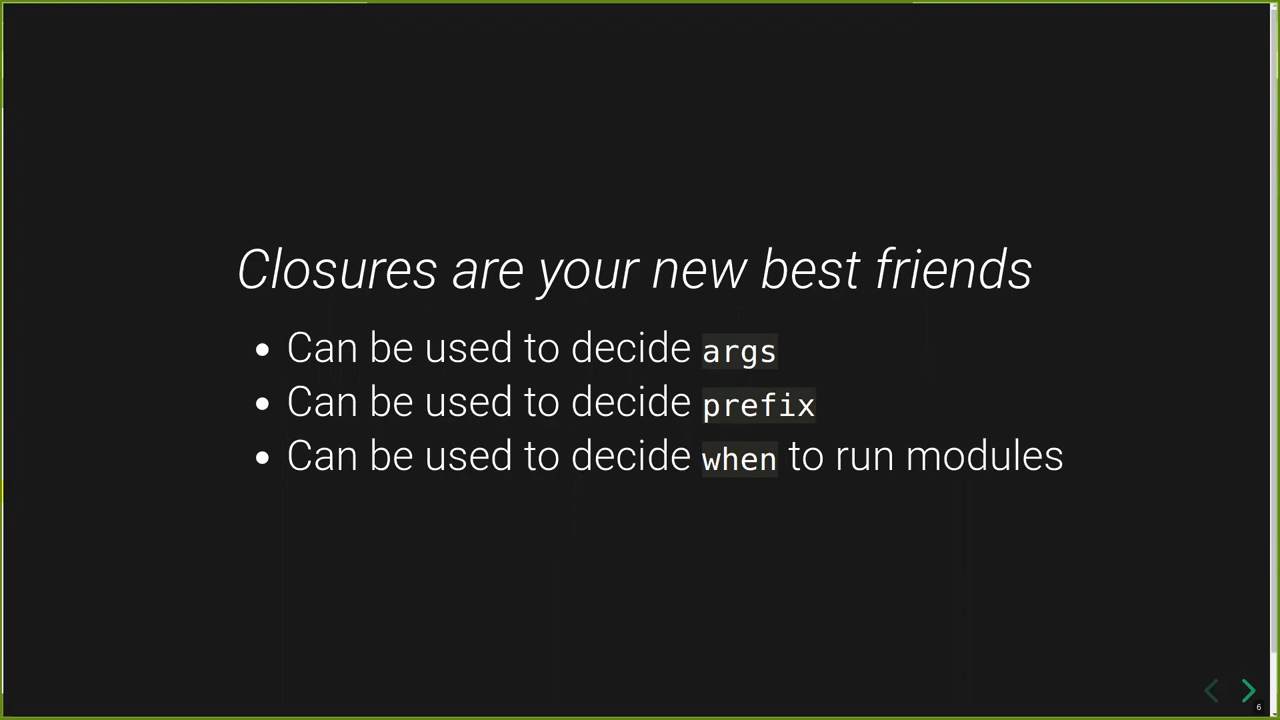 Closures are your new best friends
• Can be used to decide args
• Can be used to decide prefix
• Can be used to decide when to run modules
6